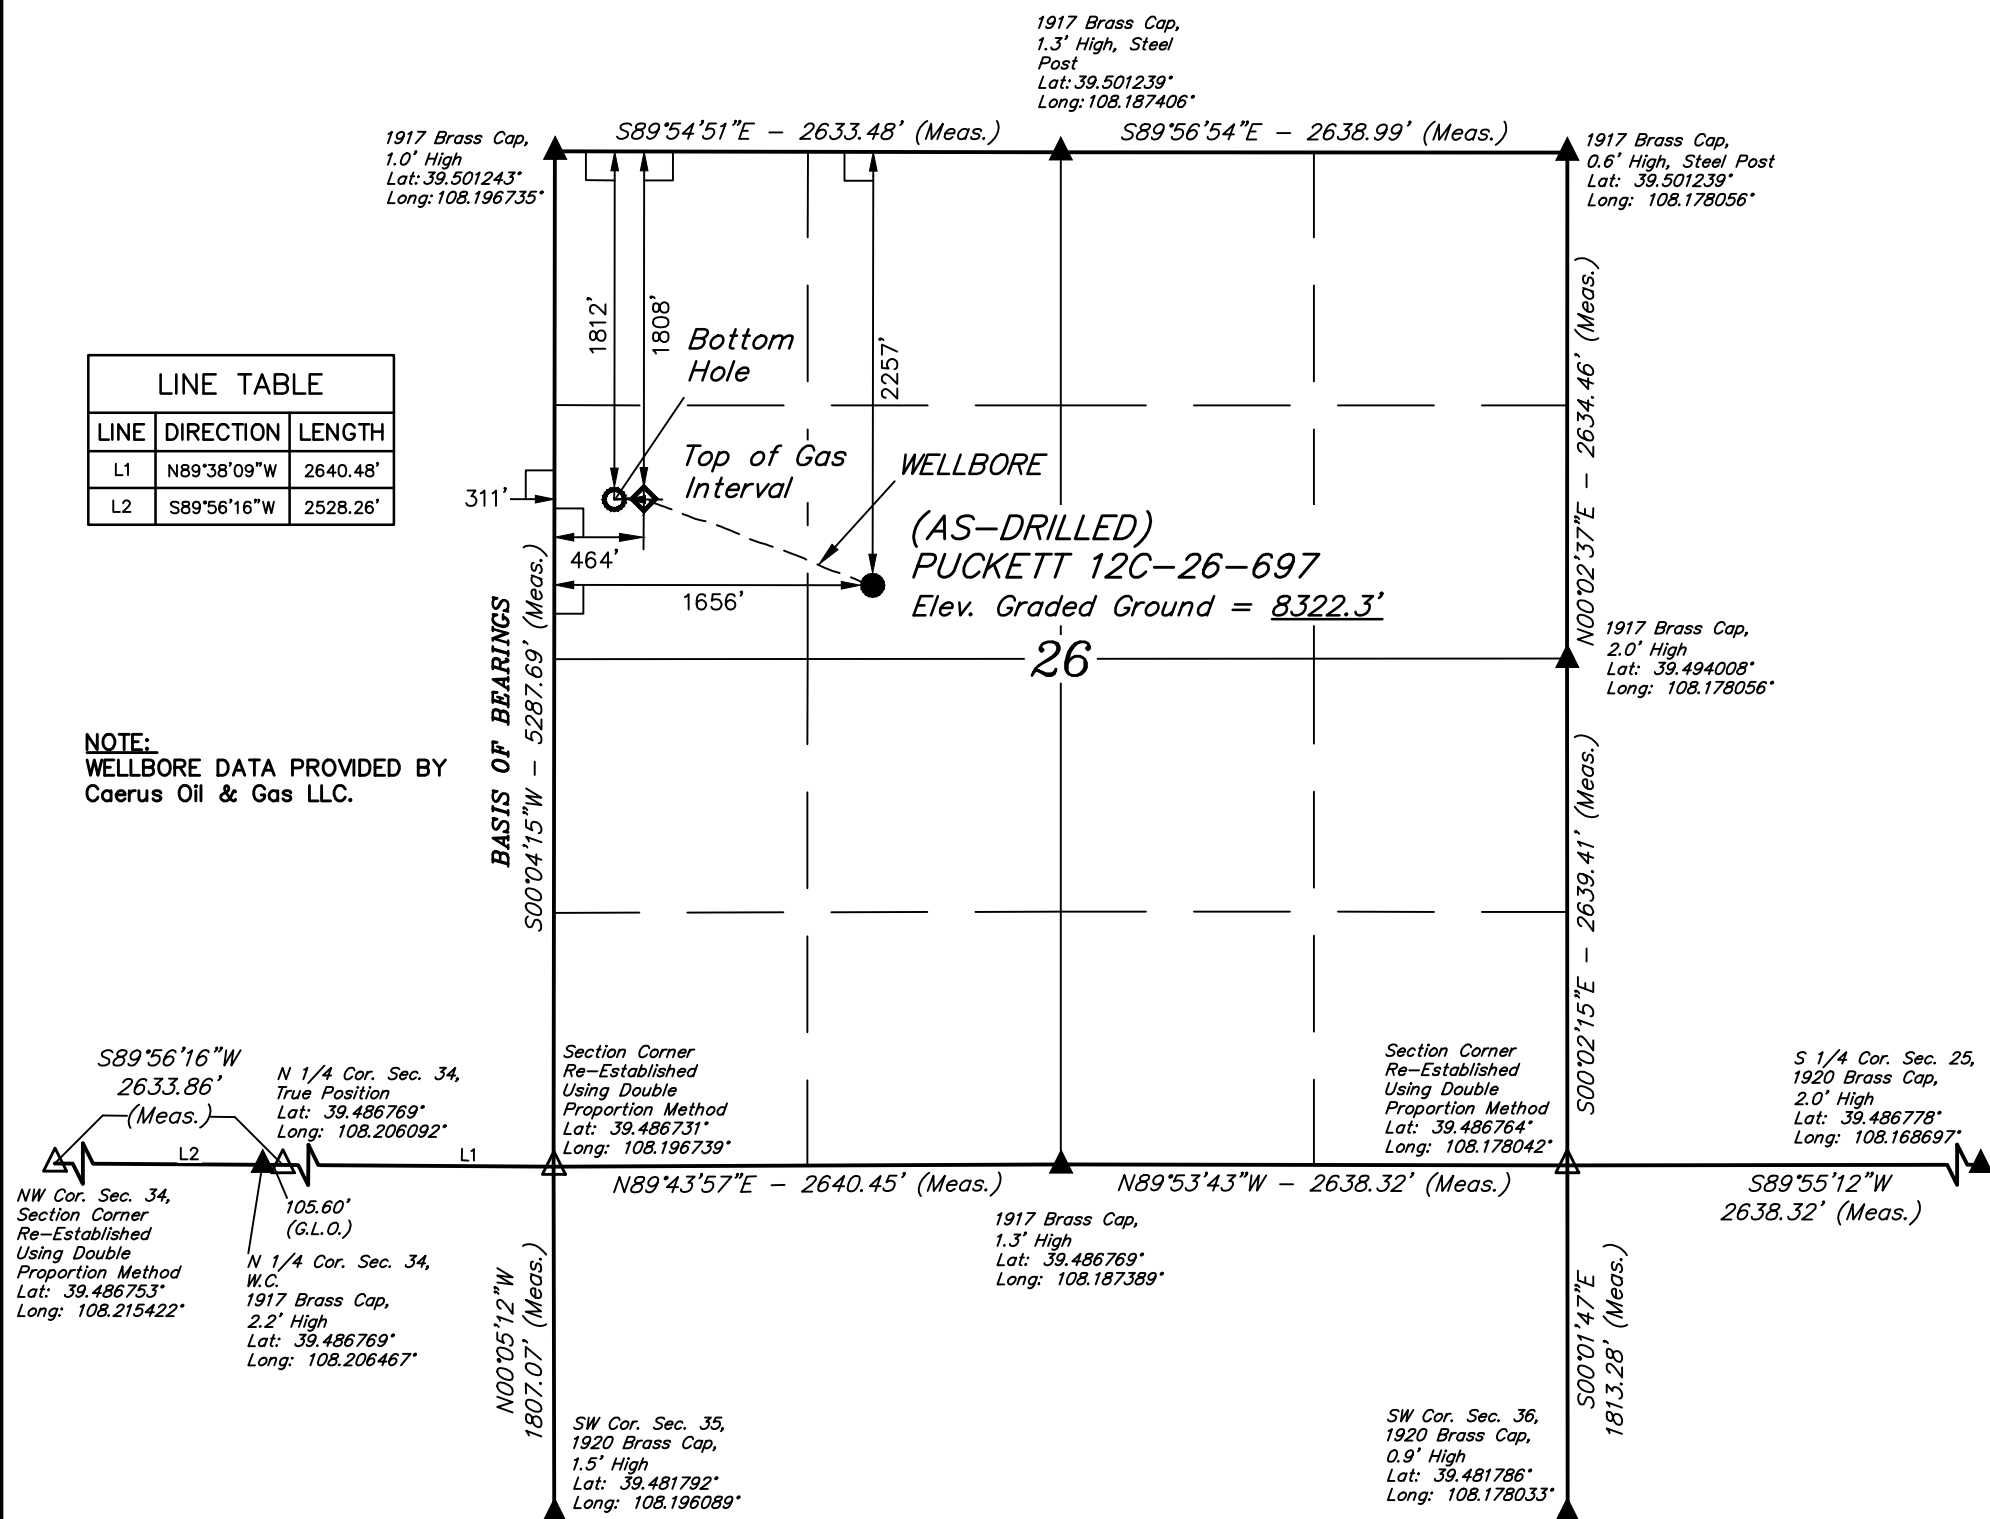 1917 Brass Cap,
1.3' High, Steel
Post
Lat: 39.501239°
Long: 108.187406°
1917 Brass Cap,
1.0' High
Lat: 39.501243°
Long: 108.196735°
S89°54'51"E - 2633.48' (Meas.)
S89°56'54"E - 2638.99' (Meas.)
1917 Brass Cap,
0.6' High, Steel Post
Lat: 39.501239°
Long: 108.178056°
1812'
1808'
2257'
Bottom
Hole
Top of Gas
Interval
WELLBORE
311'
464'
1656'
(AS-DRILLED)
PUCKETT 12C-26-697
Elev. Graded Ground = 8322.3'
26
LINE TABLE
LINE DIRECTION LENGTH
L1 N89°38'09"W 2640.48'
L2 S89°56'16"W 2528.26'
NOTE:
WELLBORE DATA PROVIDED BY
Caerus Oil & Gas LLC.
BASIS OF BEARINGS
S00°04'15"W - 5287.69' (Meas.)
N00°02'37"E - 2634.46' (Meas.)
1917 Brass Cap,
2.0' High
Lat: 39.494008°
Long: 108.178056°
S00°02'15"E - 2639.41' (Meas.)
S89°56'16"W
2633.86'
(Meas.)
N 1/4 Cor. Sec. 34,
True Position
Lat: 39.486769°
Long: 108.206092°
L2
L1
Section Corner
Re-Established
Using Double
Proportion Method
Lat: 39.486731°
Long: 108.196739°
Section Corner
Re-Established
Using Double
Proportion Method
Lat: 39.486764°
Long: 108.178042°
S 1/4 Cor. Sec. 25,
1920 Brass Cap,
2.0' High
Lat: 39.486778°
Long: 108.168697°
NW Cor. Sec. 34,
Section Corner
Re-Established
Using Double
Proportion Method
Lat: 39.486753°
Long: 108.215422°
105.60'
(G.L.O.)
N 1/4 Cor. Sec. 34,
W.C.
1917 Brass Cap,
2.2' High
Lat: 39.486769°
Long: 108.206467°
N89°43'57"E - 2640.45' (Meas.)
N89°53'43"W - 2638.32' (Meas.)
S89°55'12"W
2638.32' (Meas.)
1917 Brass Cap,
1.3' High
Lat: 39.486769°
Long: 108.187389°
N00°05'12"W
1807.07' (Meas.)
S00°01'47"E
1813.28' (Meas.)
SW Cor. Sec. 35,
1920 Brass Cap,
1.5' High
Lat: 39.481792°
Long: 108.196089°
SW Cor. Sec. 36,
1920 Brass Cap,
0.9' High
Lat: 39.481786°
Long: 108.178033°